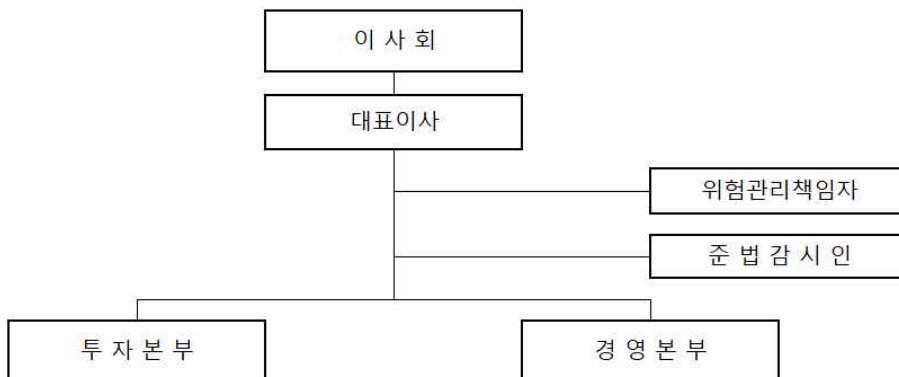 이 사 회
대표이사
위험관리책임자
준 법 감 시 인
투 자 본 부
경 영 본 부